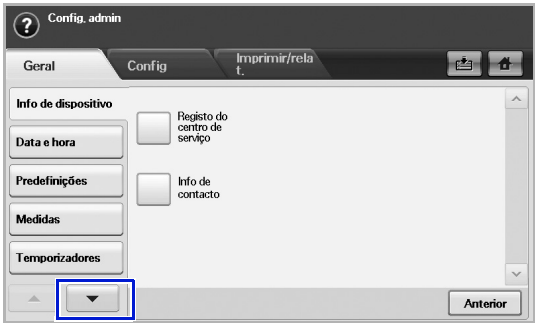 Config. admin
Geral
Config
Imprimir/rela
t.
Info de dispositivo
Registo do
centro de
serviço
Data e hora
Predefinições
Info de
contacto
Medidas
Temporizadores
Anterior